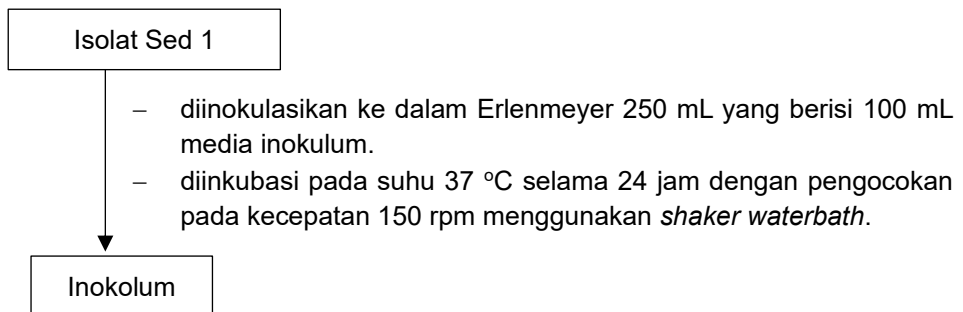 Isolat Sed 1
– diinokulasikan ke dalam Erlenmeyer 250 mL yang berisi 100 mL
media inokulum.
– diinkubasi pada suhu 37 °C selama 24 jam dengan pengocokan
pada kecepatan 150 rpm menggunakan shaker waterbath.
Inokolum